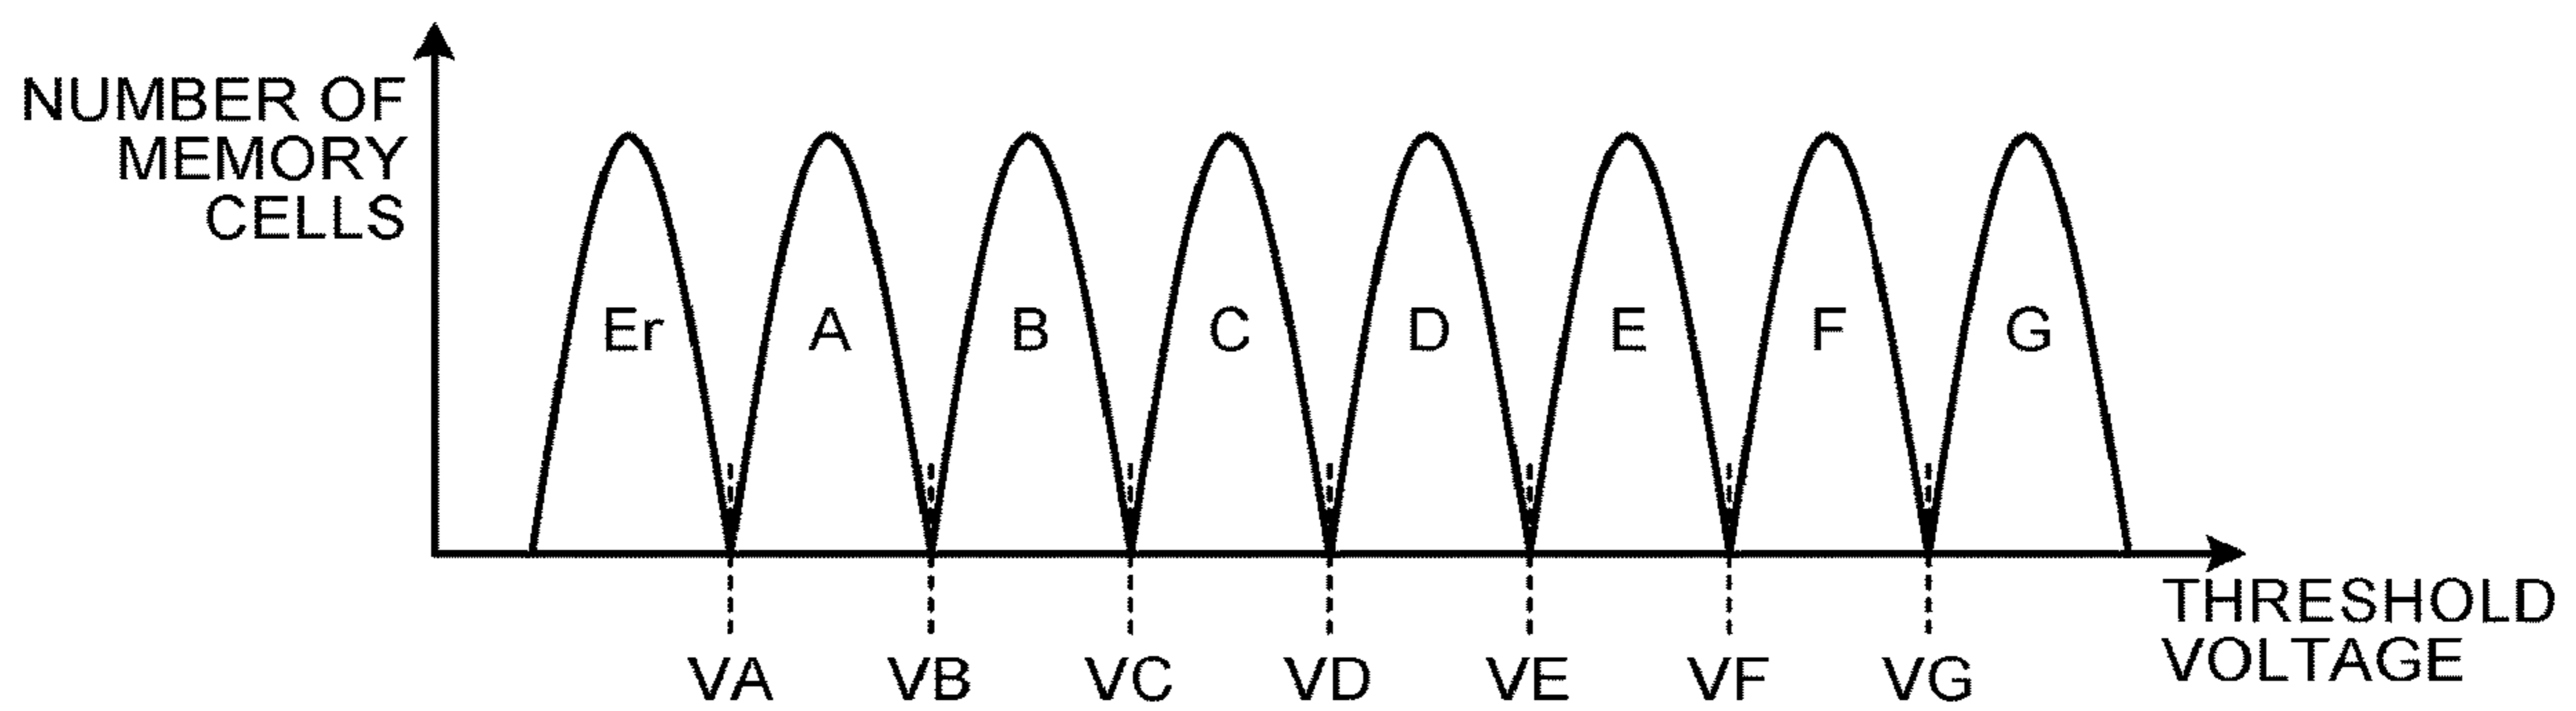 NUMBER OF
MEMORY
CELLS
Er A B C D E F G
VA VB VC VD VE VF VG
THRESHOLD
VOLTAGE